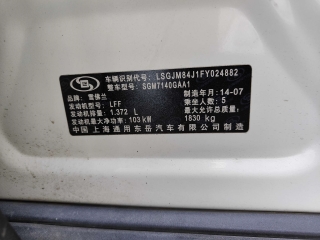 车辆识别代号: LSGJM84J1FY024882
整车型号: SGM7140GAA1
品牌: 雪佛兰 制造年月: 14-07
发动机型号: LFF 乘坐人数: 5
发动机排量: 1.372 L 最大允许总质量:
发动机最大净功率: 103 kW 1830 kg
中国上海通用东岳汽车有限公司制造